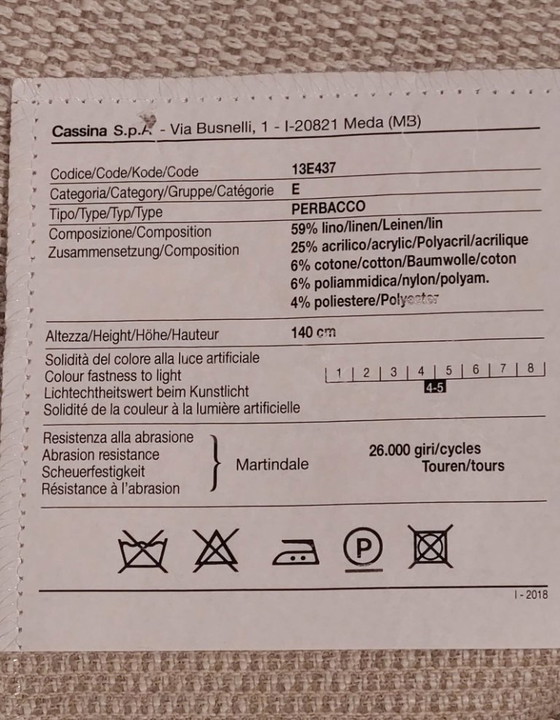 Cassina S.p.A - Via Busnelli, 1 - I-20821 Meda (MB)
Codice/Code/Kode/Code 13E437
Categoria/Category/Gruppe/Catégorie E
Tipo/Type/Typ/Type PERBACCO
Composizione/Composition 59% lino/linen/Leinen/lin
Zusammensetzung/Composition 25% acrilico/acrylic/Polyacril/acrilique
6% cotone/cotton/Baumwolle/coton
6% poliammidica/nylon/polyam.
4% poliestere/Polyester
Altezza/Height/Höhe/Hauteur 140 cm
Solidità del colore alla luce artificiale
Colour fastness to light 1 | 2 | 3 | 4 | 5 | 6 | 7 | 8
Lichtechtheitswert beim Kunstlicht 4-5
Solidité de la couleur à la lumière artificielle
Resistenza alla abrasione
Abrasion resistance 26.000 giri/cycles
Scheuerfestigkeit Martindale Touren/tours
Résistance à l'abrasion
P
I - 2018